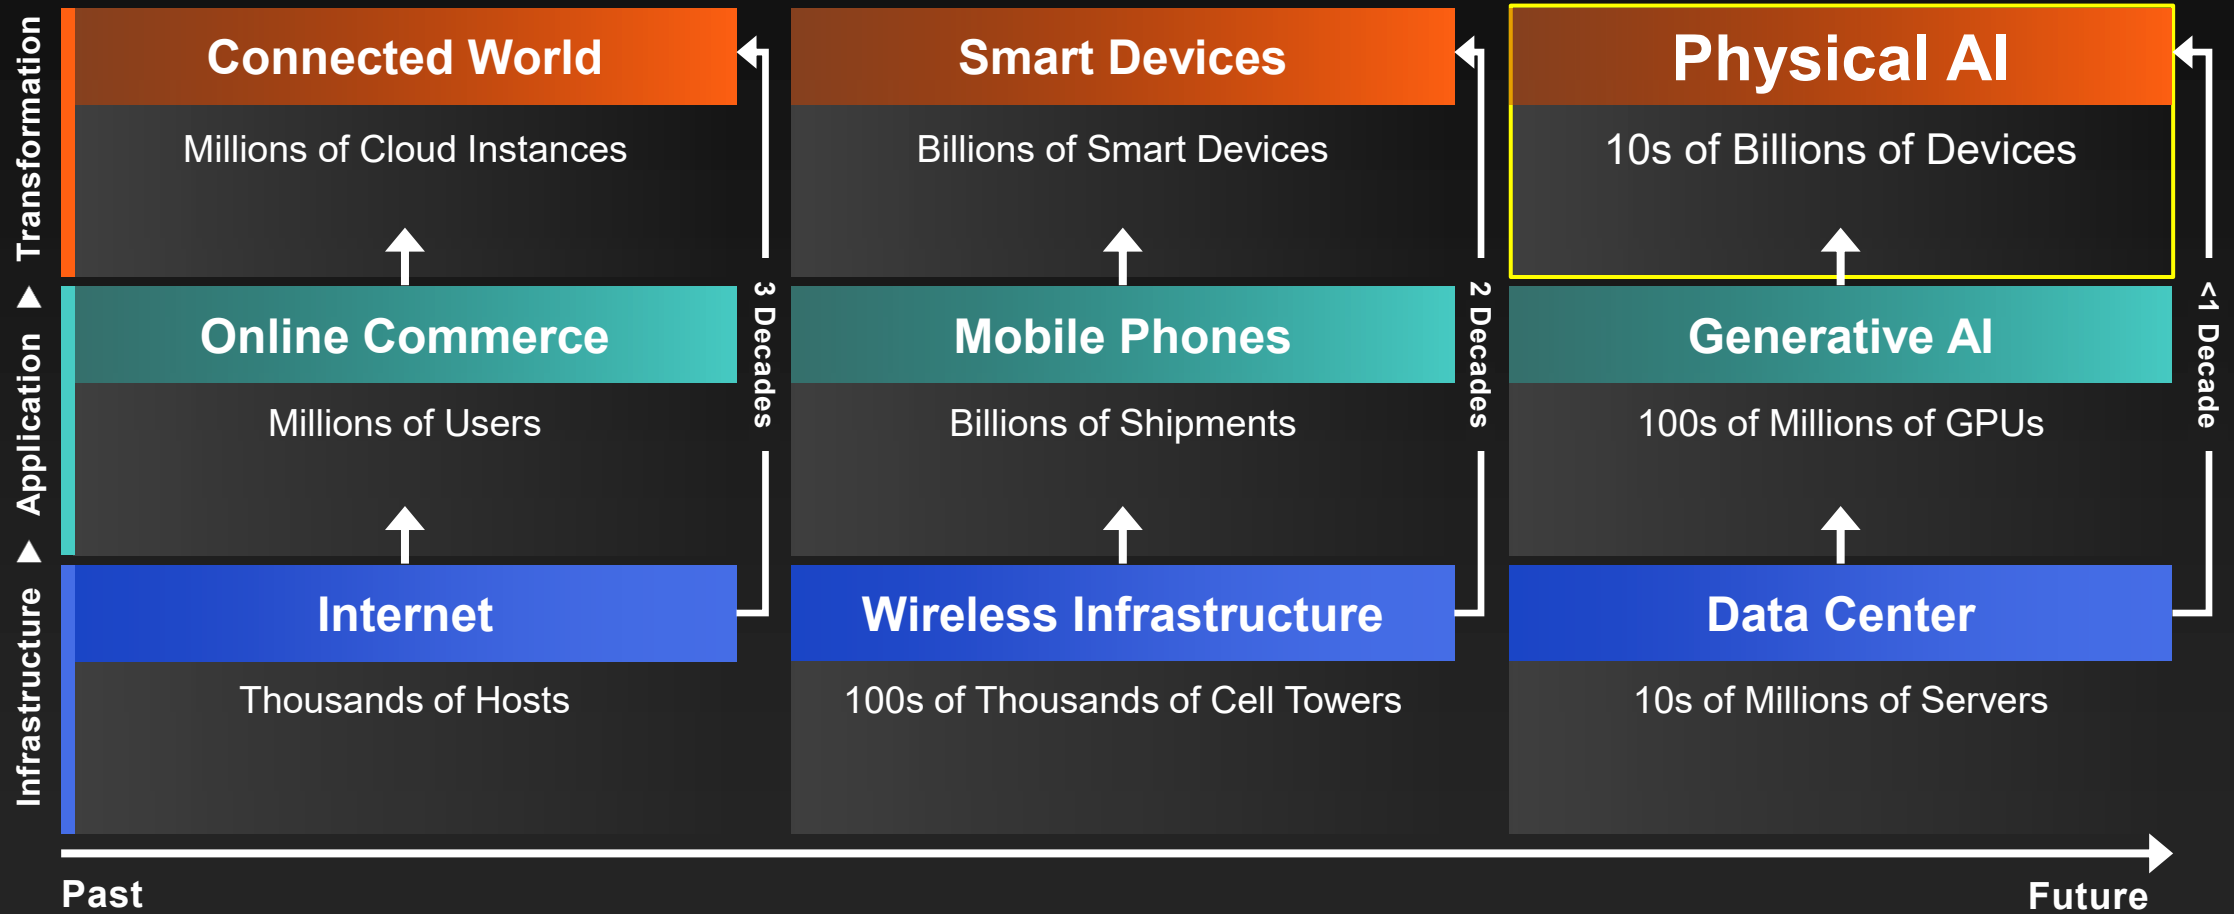 Transformation
Application
Infrastructure
Connected World
Millions of Cloud Instances
Online Commerce
Millions of Users
Internet
Thousands of Hosts
3 Decades
Smart Devices
Billions of Smart Devices
Mobile Phones
Billions of Shipments
Wireless Infrastructure
100s of Thousands of Cell Towers
2 Decades
Physical AI
10s of Billions of Devices
Generative AI
100s of Millions of GPUs
Data Center
10s of Millions of Servers
<1 Decade
Past
Future